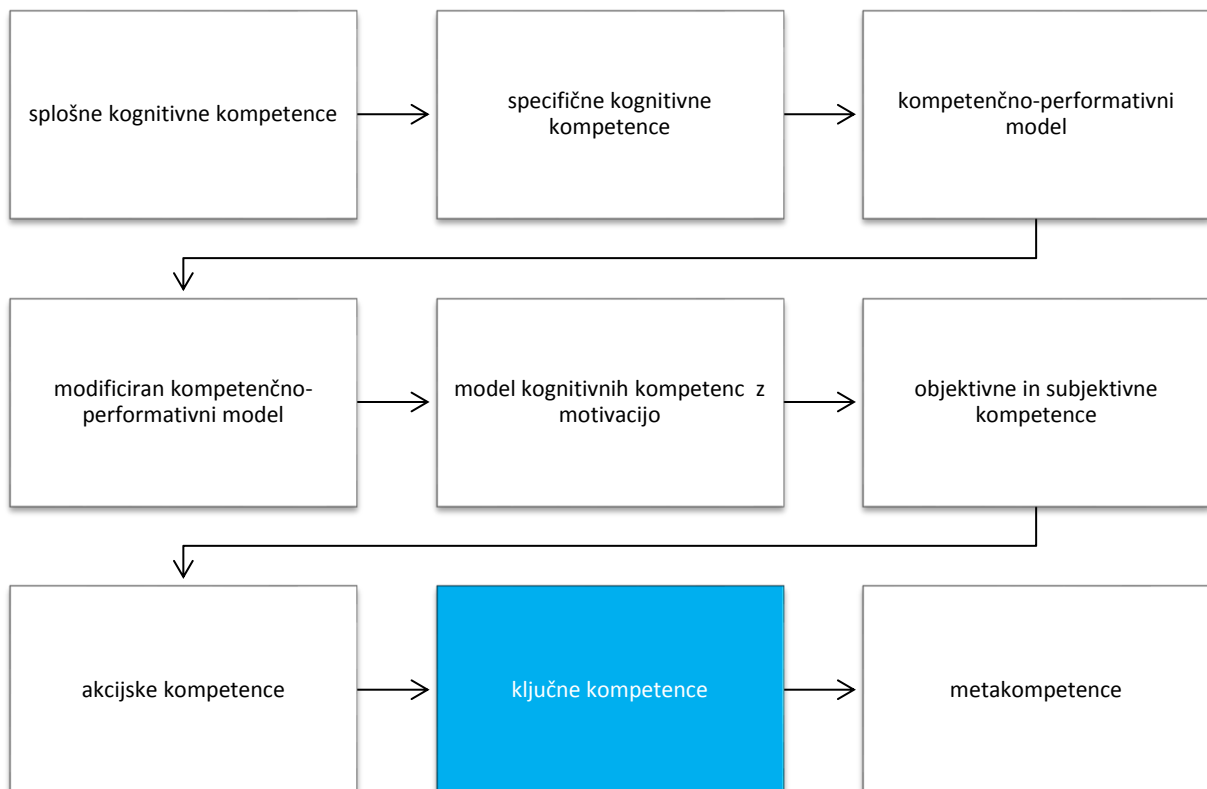 splošne kognitivne kompetence
specifične kognitivne
kompetence
kompetenčno-performativni
model
modificiran kompetenčno-
performativni model
model kognitivnih kompetenc z
motivacijo
objektivne in subjektivne
kompetence
akcijske kompetence
ključne kompetence
metakompetence